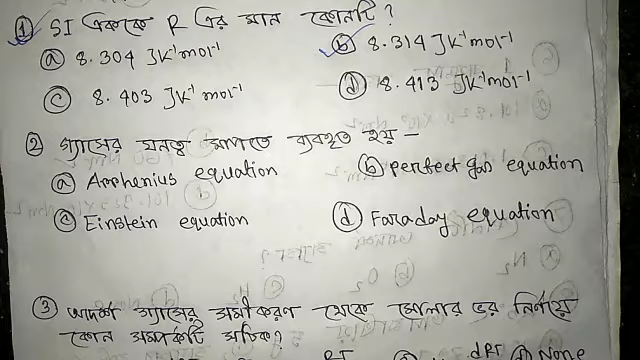 ① SI এককে R এর মান কোনটি?
ⓐ 8.304 JK⁻¹mol⁻¹ ⓑ 8.314 JK⁻¹mol⁻¹
ⓒ 8.403 JK⁻¹mol⁻¹ ⓓ 8.413 JK⁻¹mol⁻¹
② গ্যাসের ঘনত্ব মাপতে ব্যবহৃত হয় —
ⓐ Arrhenius equation ⓑ perfect gas equation
ⓒ Einstein equation ⓓ Faraday equation
③ আদর্শ গ্যাসের সমীকরণ থেকে মোলার ভর নির্ণয়ে
কোন সম্পর্কটি সঠিক?
dRT ⓓ None